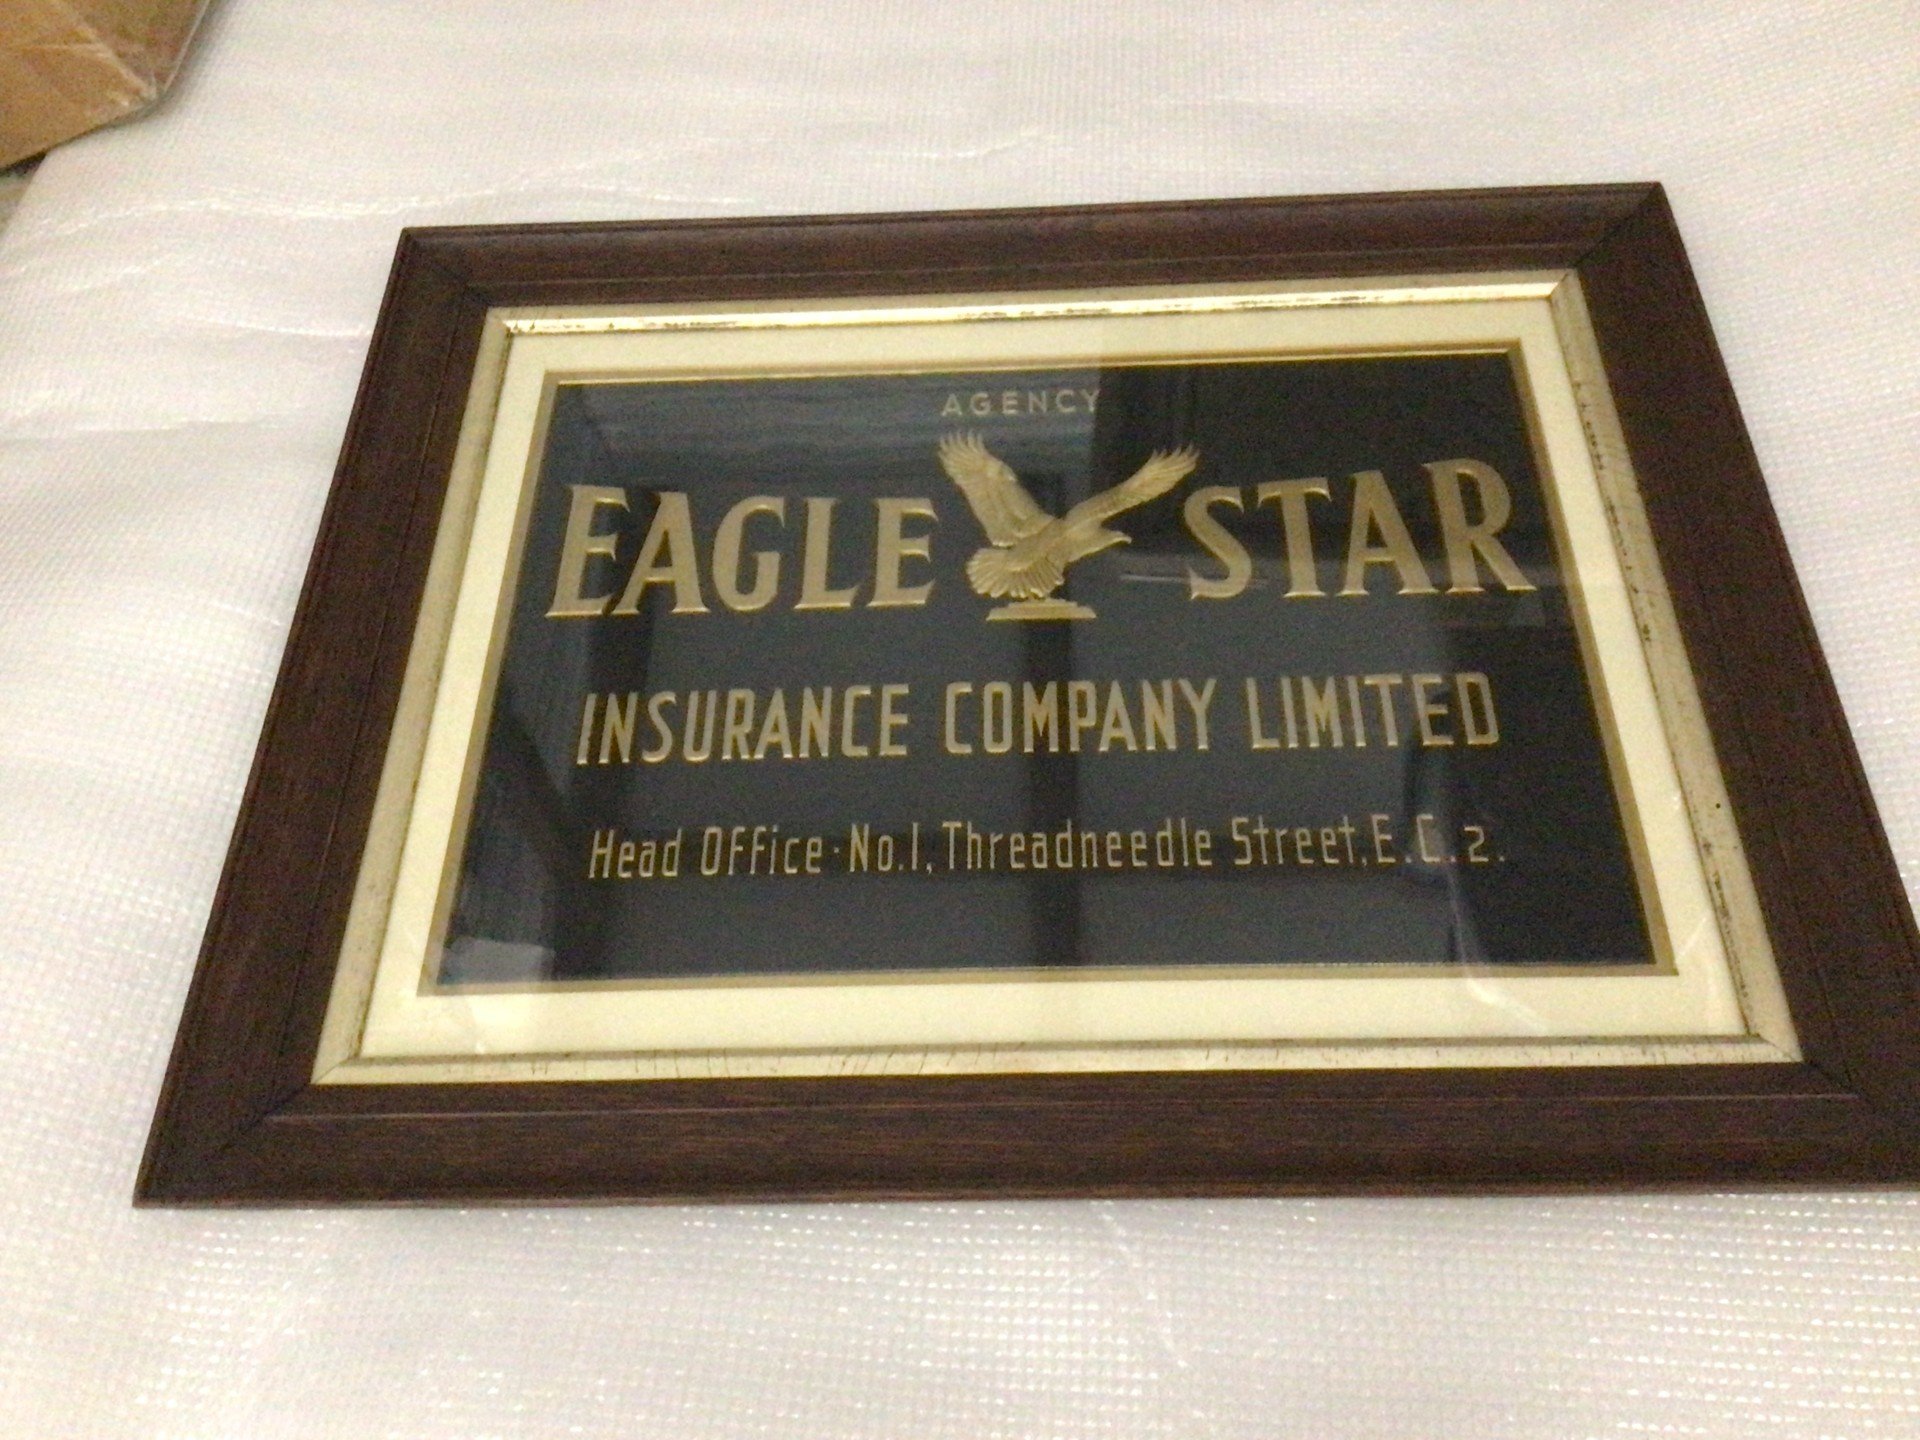 AGENCY
EAGLE STAR
INSURANCE COMPANY LIMITED
Head Office · No.1, Threadneedle Street, E.C.2.